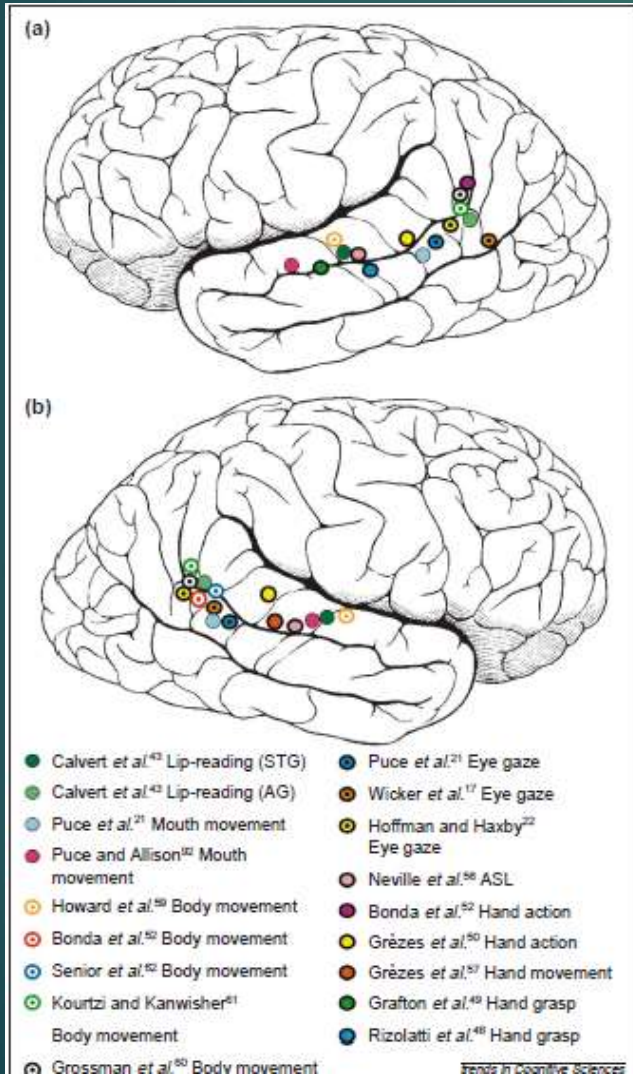 (a)
(b)
Calvert et al.43 Lip-reading (STG)
Calvert et al.43 Lip-reading (AG)
Puce et al.21 Mouth movement
Puce and Allison92 Mouth
movement
Howard et al.59 Body movement
Bonda et al.52 Body movement
Senior et al.62 Body movement
Kourtzi and Kanwisher61
Body movement
Grossman et al.60 Body movement
Puce et al.21 Eye gaze
Wicker et al.17 Eye gaze
Hoffman and Haxby22
Eye gaze
Neville et al.58 ASL
Bonda et al.52 Hand action
Grèzes et al.50 Hand action
Grèzes et al.57 Hand movement
Grafton et al.49 Hand grasp
Rizolatti et al.48 Hand grasp
trends in Cognitive Sciences